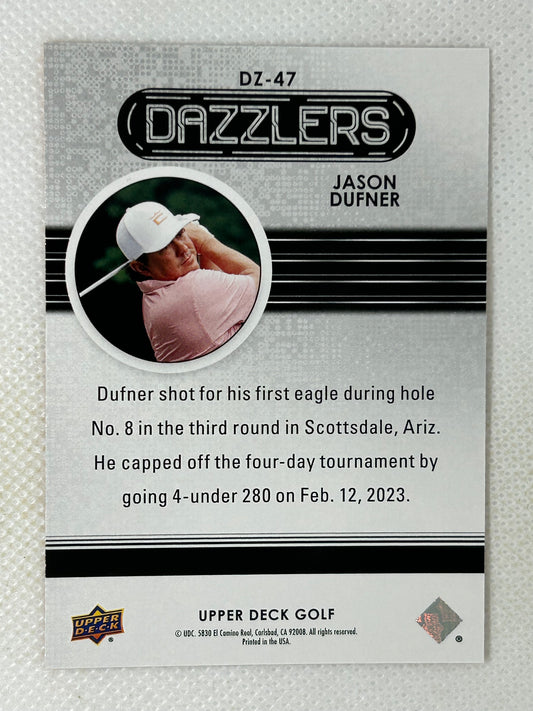 DZ-47
DAZZLERS
JASON
DUFNER
Dufner shot for his first eagle during hole
No. 8 in the third round in Scottsdale, Ariz.
He capped off the four-day tournament by
going 4-under 280 on Feb. 12, 2023.
UPPER DECK
UPPER DECK GOLF
© UDC. 5830 El Camino Real, Carlsbad, CA 92008. All rights reserved.
Printed in the USA.